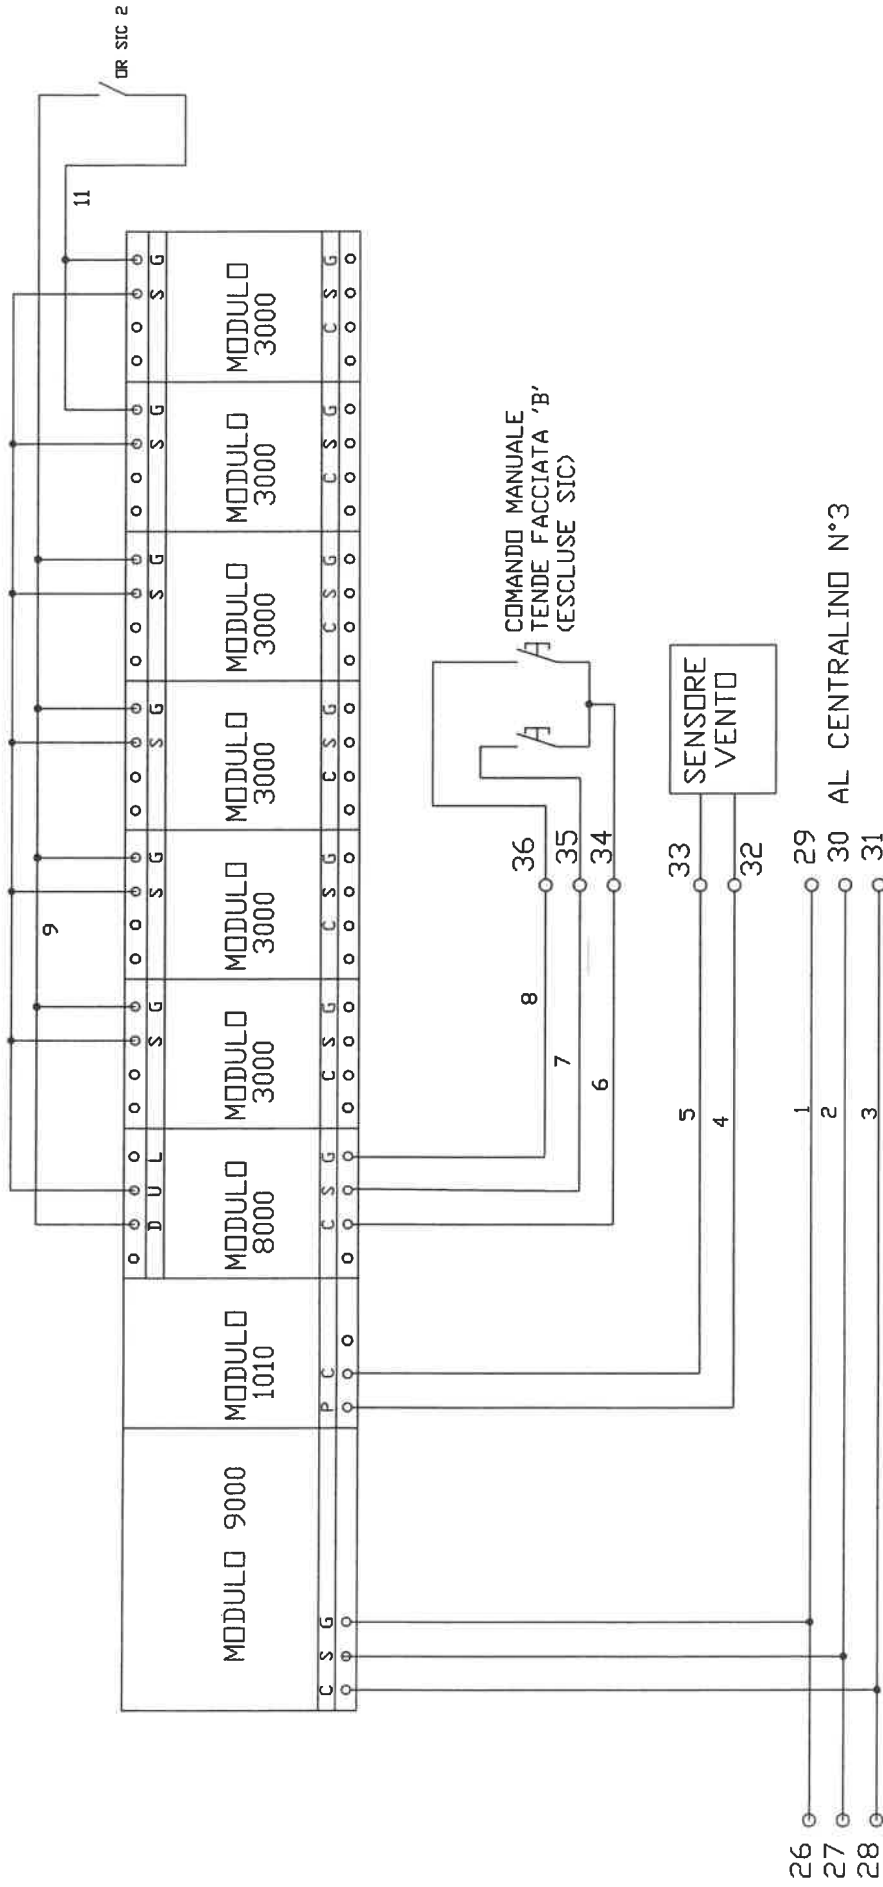 9
11
OR SIC 2
D U L
S G
S G
S G
S G
S G
S G
MODULO 9000
MODULO
1010
MODULO
8000
MODULO
3000
MODULO
3000
MODULO
3000
MODULO
3000
MODULO
3000
MODULO
3000
C S G
P C
C S G
C S G
C S G
C S G
C S G
C S G
C S G
COMANDO MANUALE
TENDE FACCIATA 'B'
(ESCLUSE SIC)
8
36
7
35
6
34
5
33
4
32
SENSORE
VENTO
26
1
29
27
2
30 AL CENTRALINO N°3
28
3
31